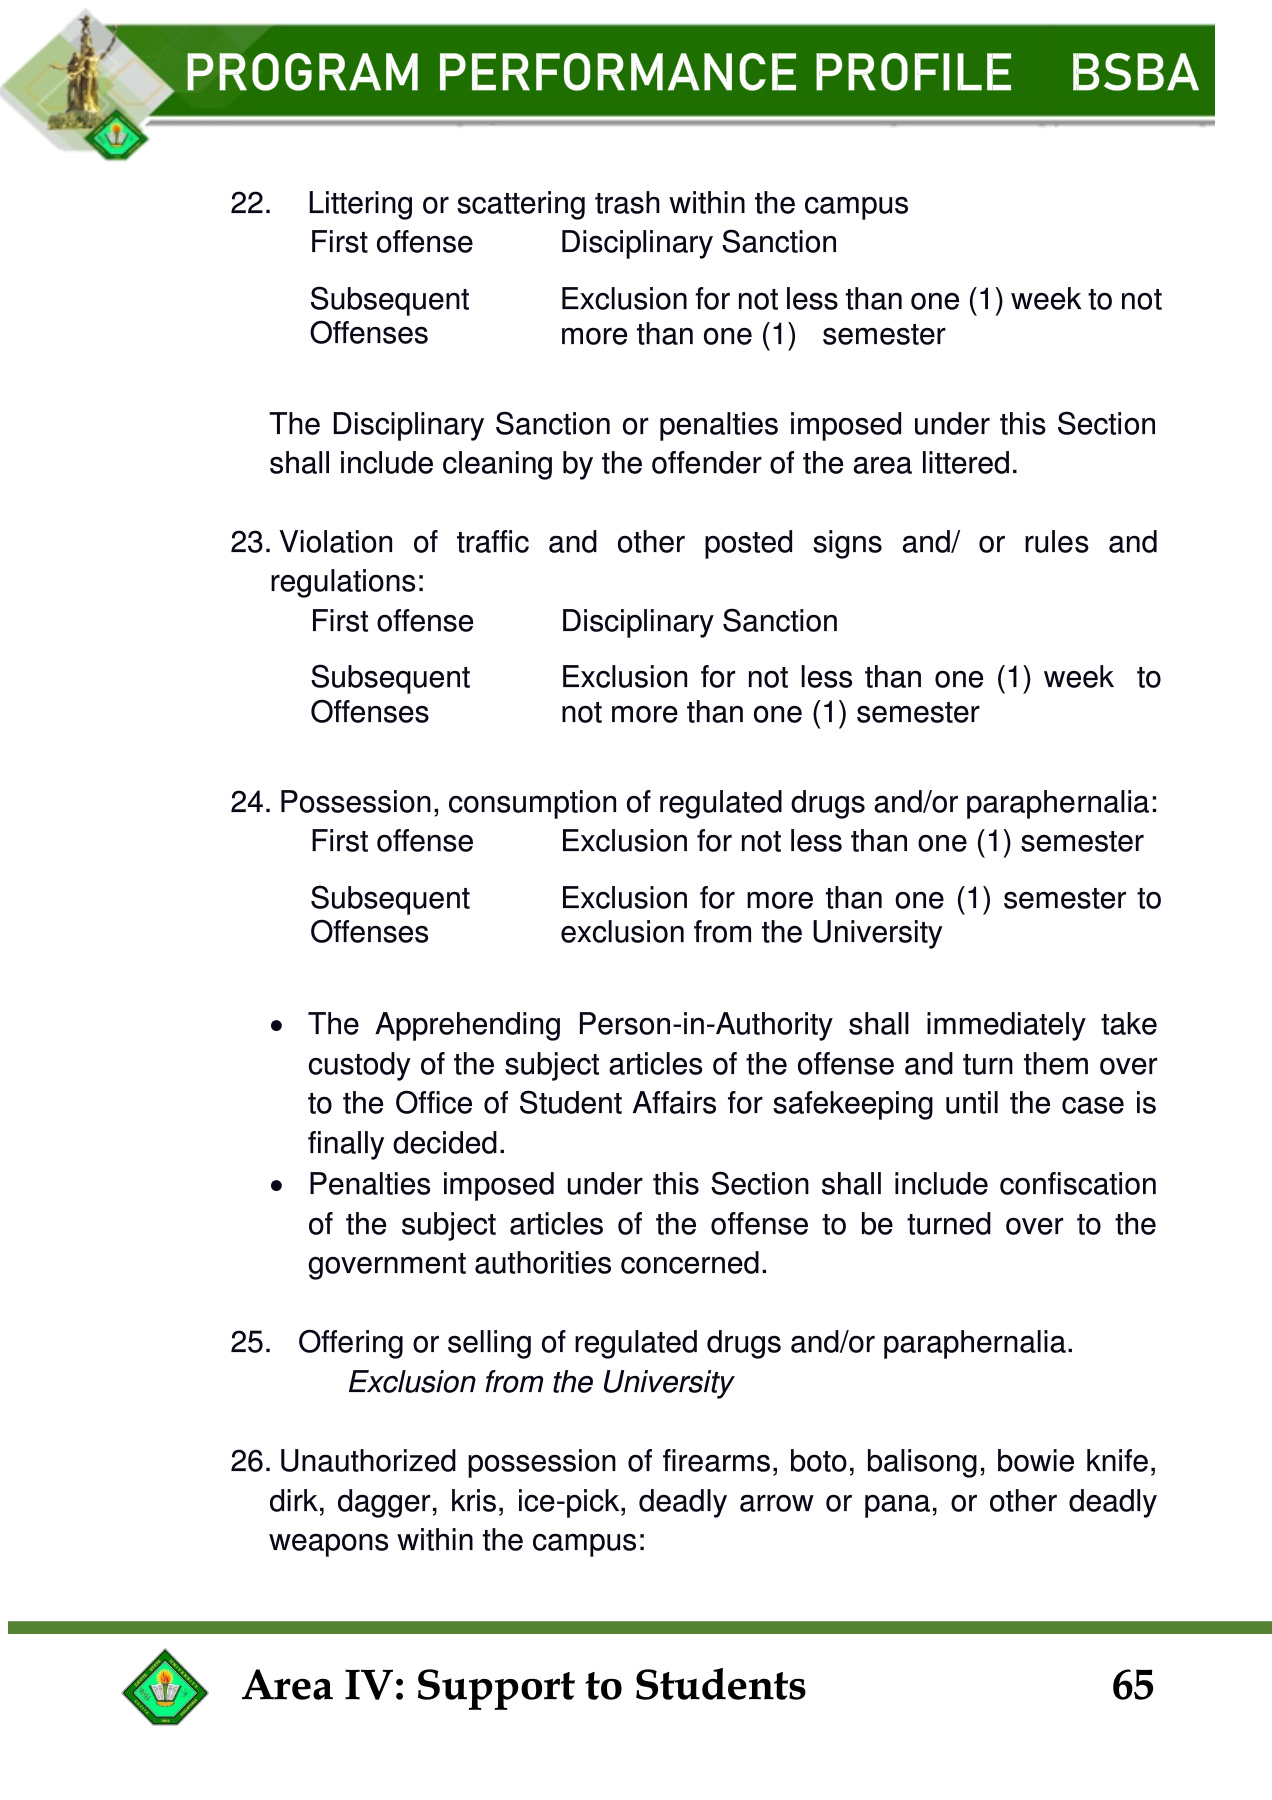 PROGRAM PERFORMANCE PROFILE BSBA
22. Littering or scattering trash within the campus
First offense Disciplinary Sanction
Subsequent Exclusion for not less than one (1) week to not
Offenses more than one (1) semester
The Disciplinary Sanction or penalties imposed under this Section
shall include cleaning by the offender of the area littered.
23. Violation of traffic and other posted signs and/ or rules and
regulations:
First offense Disciplinary Sanction
Subsequent Exclusion for not less than one (1) week to
Offenses not more than one (1) semester
24. Possession, consumption of regulated drugs and/or paraphernalia:
First offense Exclusion for not less than one (1) semester
Subsequent Exclusion for more than one (1) semester to
Offenses exclusion from the University
• The Apprehending Person-in-Authority shall immediately take
custody of the subject articles of the offense and turn them over
to the Office of Student Affairs for safekeeping until the case is
finally decided.
• Penalties imposed under this Section shall include confiscation
of the subject articles of the offense to be turned over to the
government authorities concerned.
25. Offering or selling of regulated drugs and/or paraphernalia.
Exclusion from the University
26. Unauthorized possession of firearms, boto, balisong, bowie knife,
dirk, dagger, kris, ice-pick, deadly arrow or pana, or other deadly
weapons within the campus:
Area IV: Support to Students 65